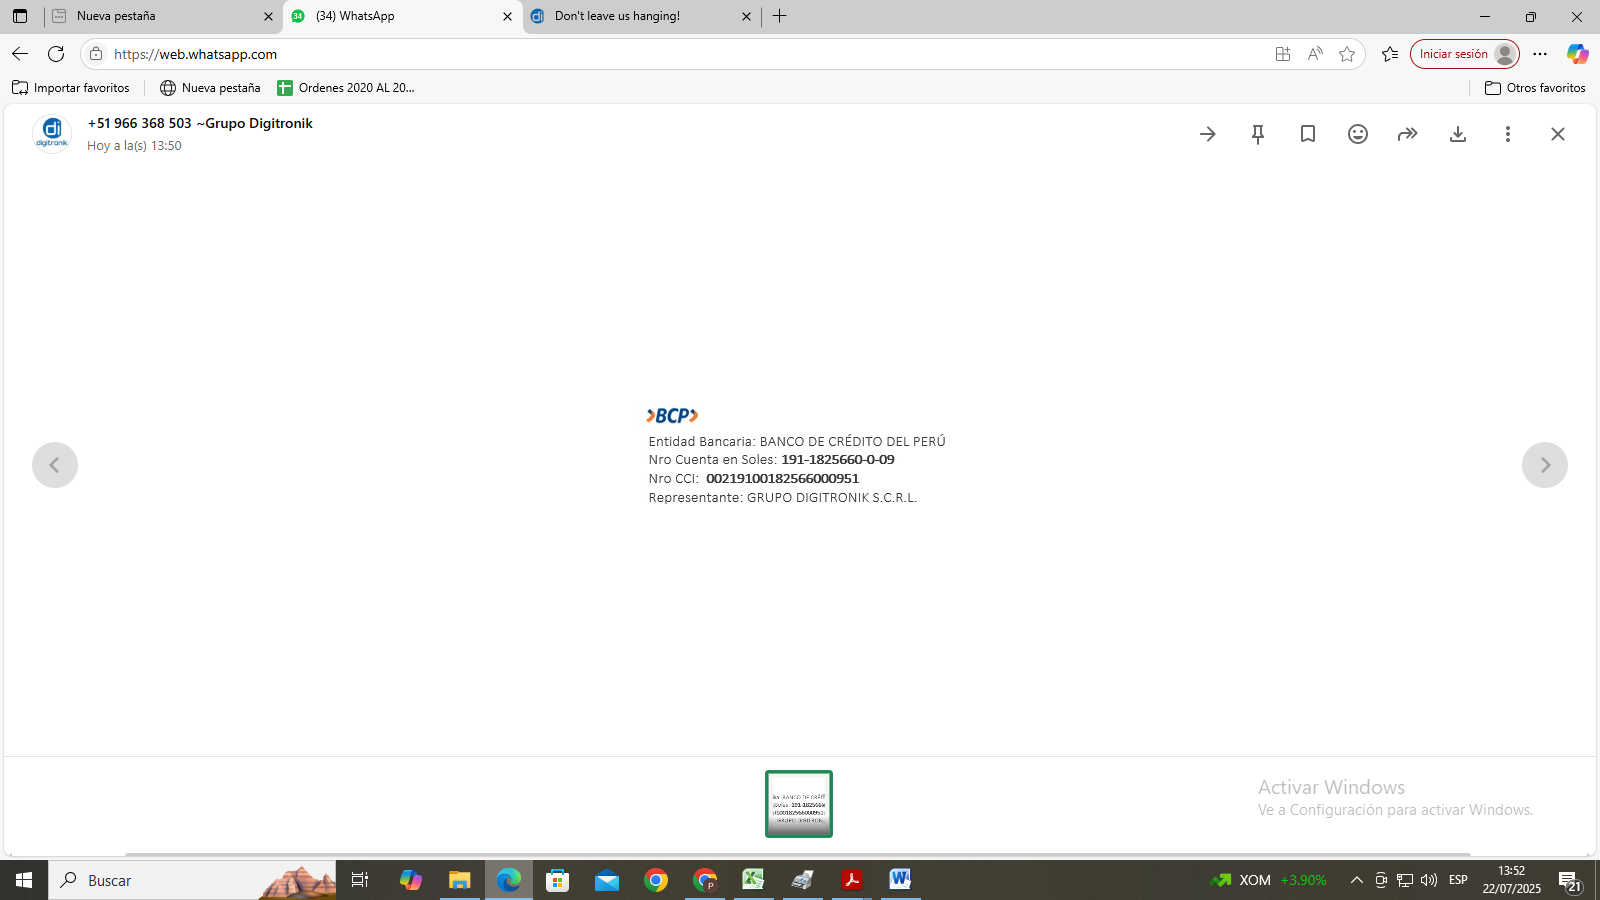 Nueva pestaña
(34) WhatsApp
Don't leave us hanging!
https://web.whatsapp.com
Iniciar sesión
Importar favoritos
Nueva pestaña
Ordenes 2020 AL 20...
Otros favoritos
di
digitronik
+51 966 368 503 ~Grupo Digitronik
Hoy a la(s) 13:50
BCP
Entidad Bancaria: BANCO DE CRÉDITO DEL PERÚ
Nro Cuenta en Soles: 191-1825660-0-09
Nro CCI: 00219100182566000951
Representante: GRUPO DIGITRONIK S.C.R.L.
Activar Windows
Ve a Configuración para activar Windows.
Buscar
XOM +3.90%
ESP
13:52
22/07/2025
21